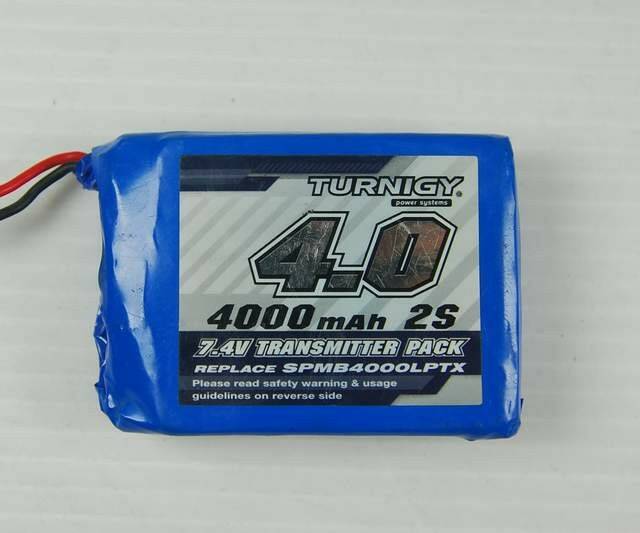 TURNIGY®
power systems
4.0
4000mAh 2S
7.4V TRANSMITTER PACK
REPLACE SPMB4000LPTX
Please read safety warning & usage
guidelines on reverse side